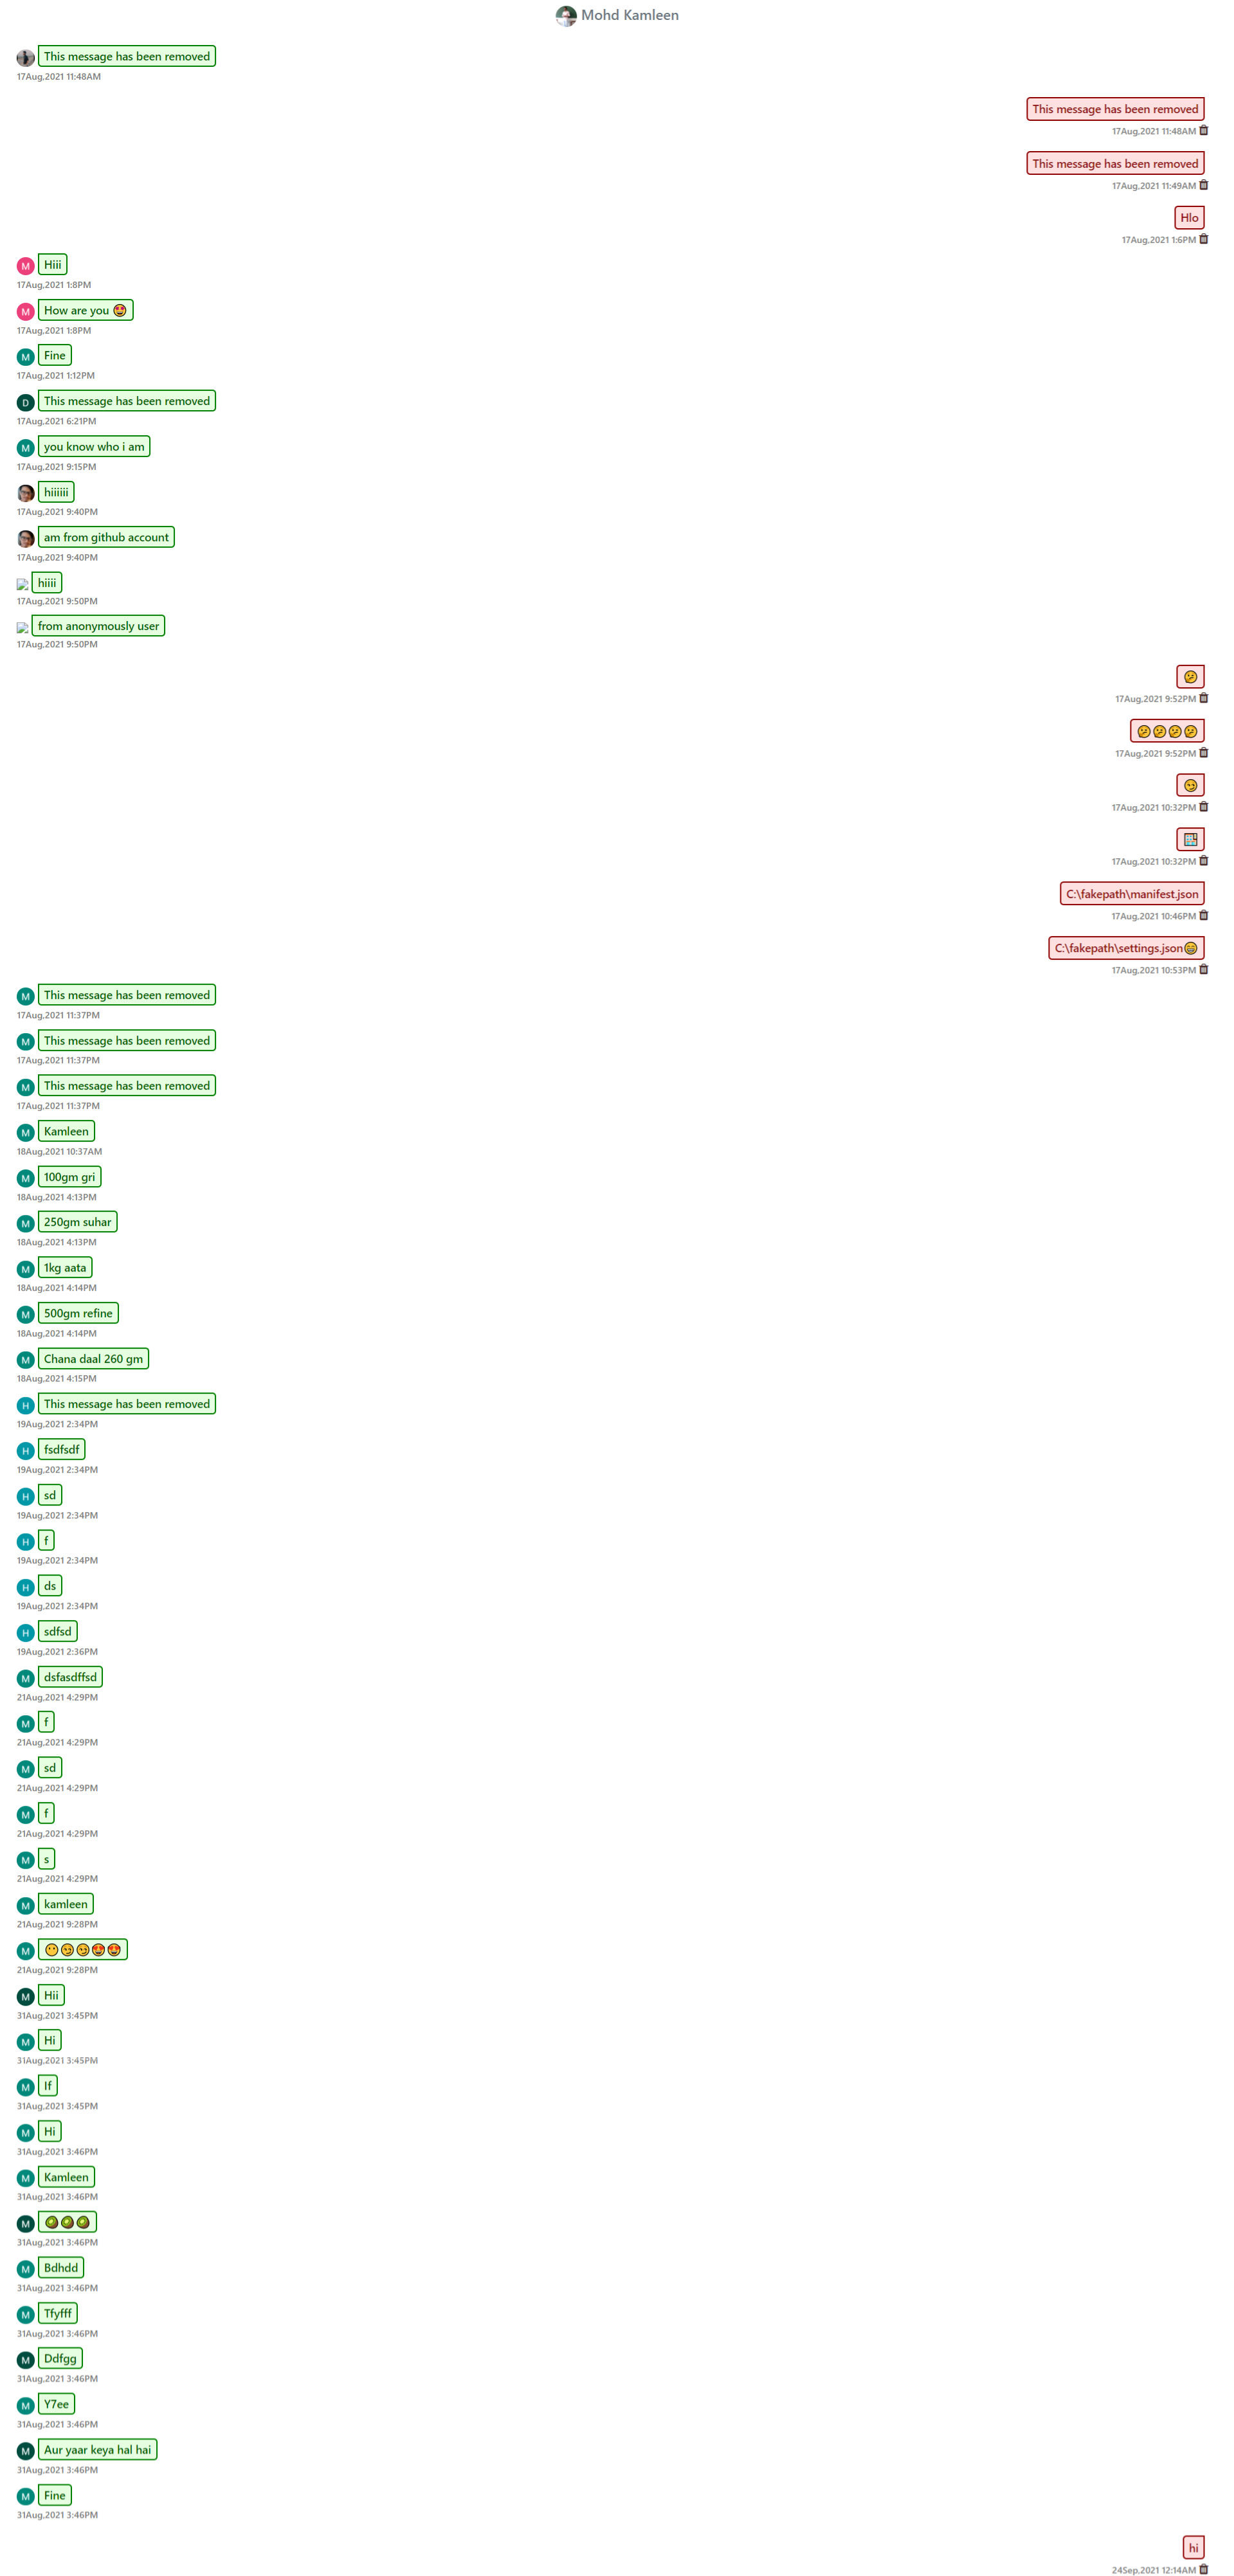 Mohd Kamleen
This message has been removed
17Aug,2021 11:48AM
This message has been removed
17Aug,2021 11:48AM
This message has been removed
17Aug,2021 11:49AM
Hlo
17Aug,2021 1:6PM
M Hiii
17Aug,2021 1:8PM
M How are you 🤩
17Aug,2021 1:8PM
M Fine
17Aug,2021 1:12PM
D This message has been removed
17Aug,2021 6:21PM
M you know who i am
17Aug,2021 9:15PM
hiiiiii
17Aug,2021 9:40PM
am from github account
17Aug,2021 9:40PM
hiiii
17Aug,2021 9:50PM
from anonymously user
17Aug,2021 9:50PM
🫡
17Aug,2021 9:52PM
17Aug,2021 9:52PM
😏
17Aug,2021 10:32PM
17Aug,2021 10:32PM
C:\fakepath\manifest.json
17Aug,2021 10:46PM
C:\fakepath\settings.json😁
17Aug,2021 10:53PM
M This message has been removed
17Aug,2021 11:37PM
M This message has been removed
17Aug,2021 11:37PM
M This message has been removed
17Aug,2021 11:37PM
M Kamleen
18Aug,2021 10:37AM
M 100gm gri
18Aug,2021 4:13PM
M 250gm suhar
18Aug,2021 4:13PM
M 1kg aata
18Aug,2021 4:14PM
M 500gm refine
18Aug,2021 4:14PM
M Chana daal 260 gm
18Aug,2021 4:15PM
H This message has been removed
19Aug,2021 2:34PM
H fsdfsdf
19Aug,2021 2:34PM
H sd
19Aug,2021 2:34PM
H f
19Aug,2021 2:34PM
H ds
19Aug,2021 2:34PM
H sdfsd
19Aug,2021 2:36PM
M dsfasdffsd
21Aug,2021 4:29PM
M f
21Aug,2021 4:29PM
M sd
21Aug,2021 4:29PM
M f
21Aug,2021 4:29PM
M s
21Aug,2021 4:29PM
M kamleen
21Aug,2021 9:28PM
M 😶😏😏🤩🤩
21Aug,2021 9:28PM
M Hii
31Aug,2021 3:45PM
M Hi
31Aug,2021 3:45PM
M If
31Aug,2021 3:45PM
M Hi
31Aug,2021 3:46PM
M Kamleen
31Aug,2021 3:46PM
M 🥝🥝🥝
31Aug,2021 3:46PM
M Bdhdd
31Aug,2021 3:46PM
M Tfyfff
31Aug,2021 3:46PM
M Ddfgg
31Aug,2021 3:46PM
M Y7ee
31Aug,2021 3:46PM
M Aur yaar keya hal hai
31Aug,2021 3:46PM
M Fine
31Aug,2021 3:46PM
hi
24Sep,2021 12:14AM